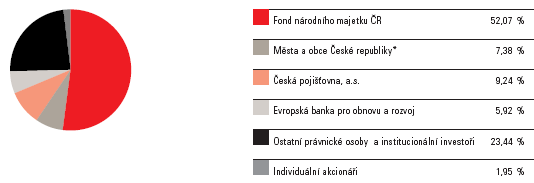 Fond národního majetku ČR 52,07 %
Města a obce České republiky* 7,38 %
Česká pojišťovna, a.s. 9,24 %
Evropská banka pro obnovu a rozvoj 5,92 %
Ostatní právnické osoby a institucionální investoři 23,44 %
Individuální akcionáři 1,95 %